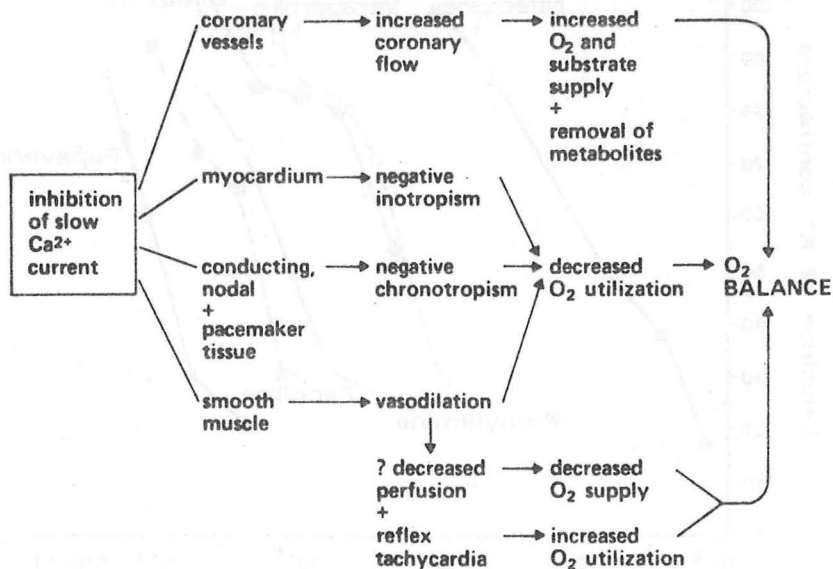 coronary
vessels
increased
coronary
flow
increased
O₂ and
substrate
supply
+
removal of
metabolites
inhibition
of slow
Ca²⁺
current
myocardium
negative
inotropism
conducting,
nodal
+
pacemaker
tissue
negative
chronotropism
decreased
O₂ utilization
O₂
BALANCE
smooth
muscle
vasodilation
? decreased
perfusion
+
reflex
tachycardia
decreased
O₂ supply
increased
O₂ utilization